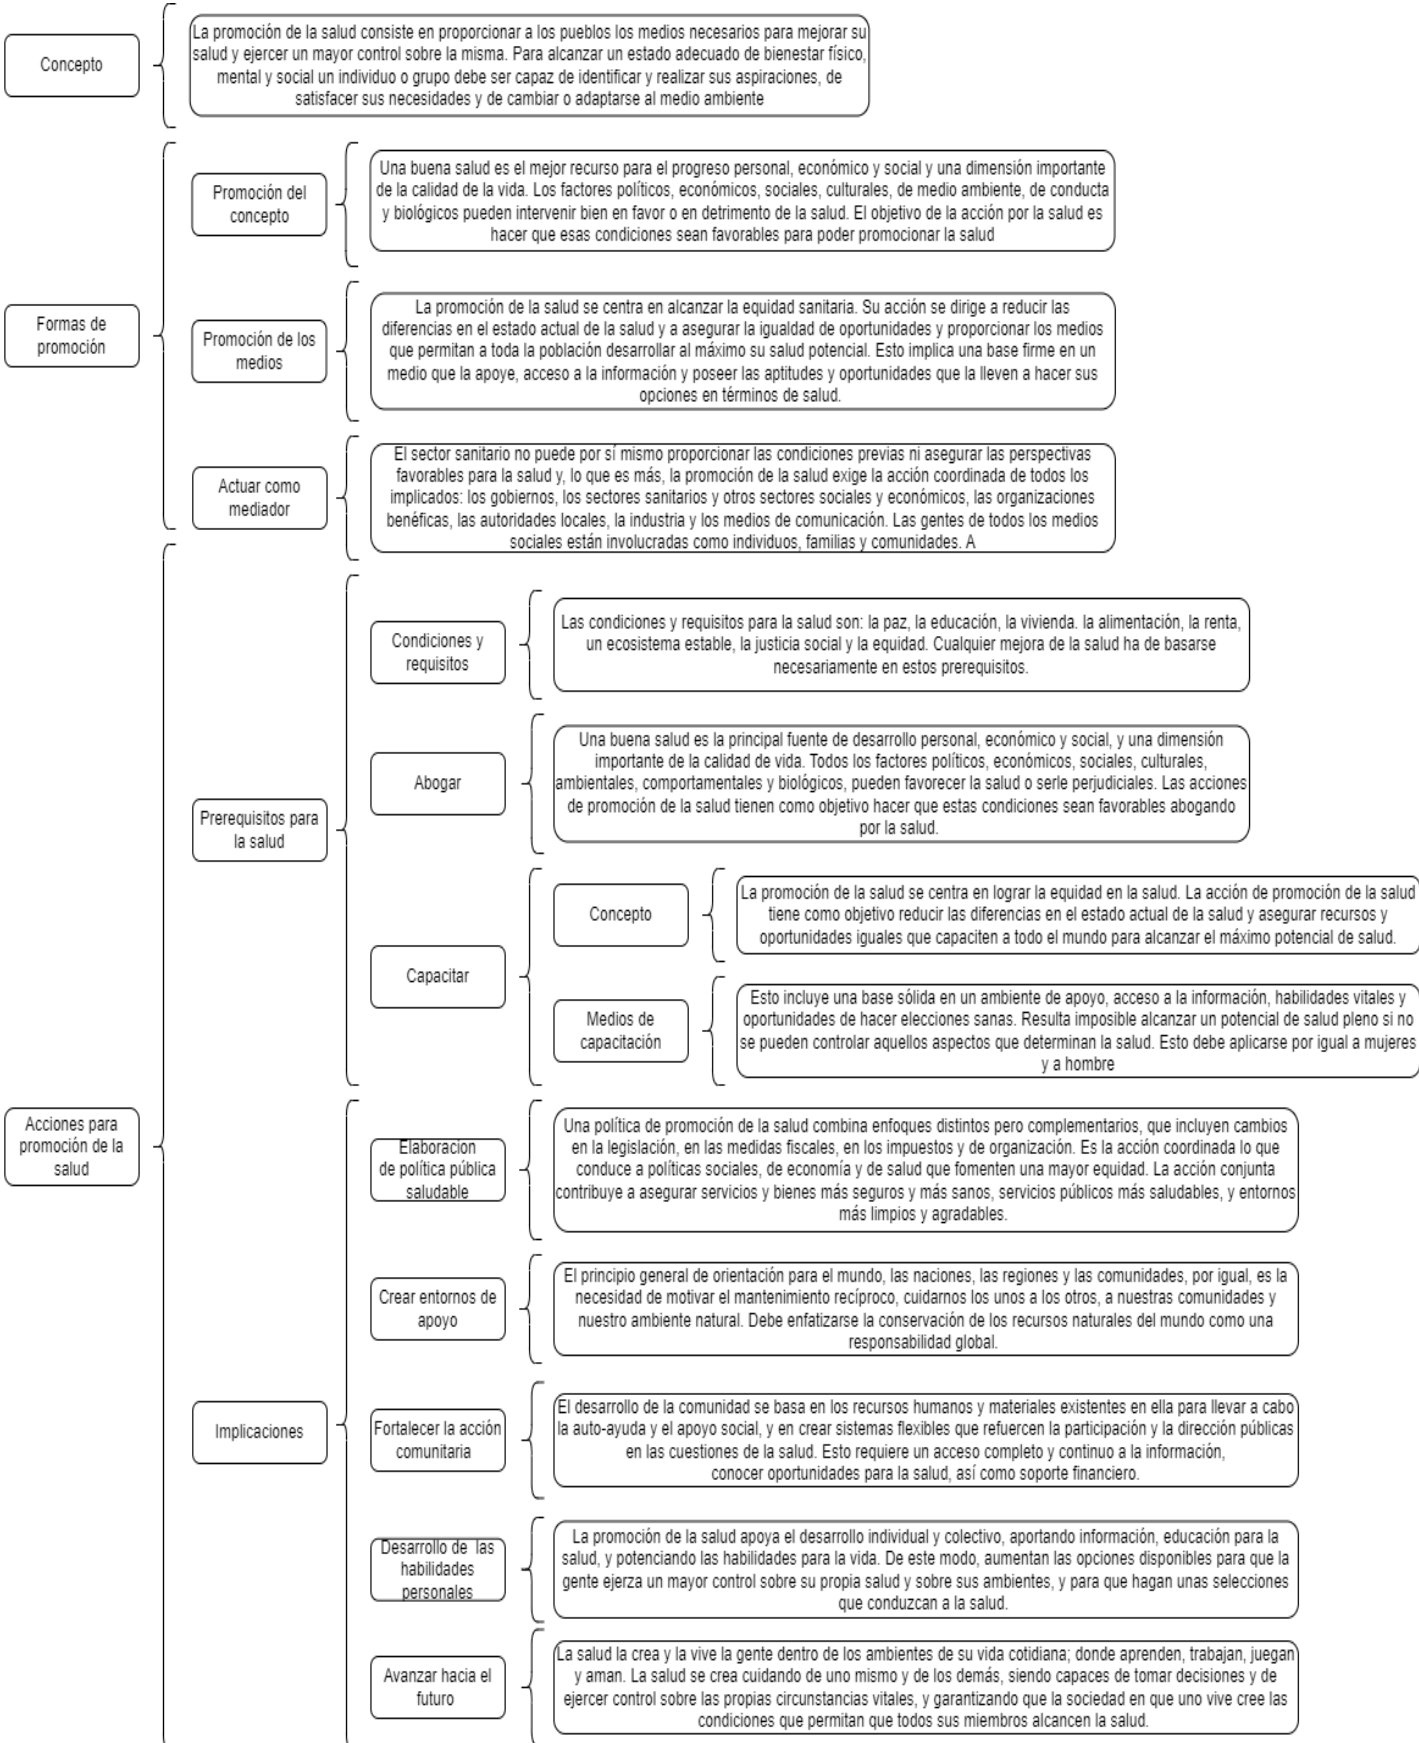 Concepto
La promoción de la salud consiste en proporcionar a los pueblos los medios necesarios para mejorar su
salud y ejercer un mayor control sobre la misma. Para alcanzar un estado adecuado de bienestar físico,
mental y social un individuo o grupo debe ser capaz de identificar y realizar sus aspiraciones, de
satisfacer sus necesidades y de cambiar o adaptarse al medio ambiente
Formas de
promoción
Promoción del
concepto
Una buena salud es el mejor recurso para el progreso personal, económico y social y una dimensión importante
de la calidad de la vida. Los factores políticos, económicos, sociales, culturales, de medio ambiente, de conducta
y biológicos pueden intervenir bien en favor o en detrimento de la salud. El objetivo de la acción por la salud es
hacer que esas condiciones sean favorables para poder promocionar la salud
Promoción de los
medios
La promoción de la salud se centra en alcanzar la equidad sanitaria. Su acción se dirige a reducir las
diferencias en el estado actual de la salud y a asegurar la igualdad de oportunidades y proporcionar los medios
que permitan a toda la población desarrollar al máximo su salud potencial. Esto implica una base firme en un
medio que la apoye, acceso a la información y poseer las aptitudes y oportunidades que la lleven a hacer sus
opciones en términos de salud.
Actuar como
mediador
El sector sanitario no puede por sí mismo proporcionar las condiciones previas ni asegurar las perspectivas
favorables para la salud y, lo que es más, la promoción de la salud exige la acción coordinada de todos los
implicados: los gobiernos, los sectores sanitarios y otros sectores sociales y económicos, las organizaciones
benéficas, las autoridades locales, la industria y los medios de comunicación. Las gentes de todos los medios
sociales están involucradas como individuos, familias y comunidades. A
Acciones para
promoción de la
salud
Prerequisitos para
la salud
Condiciones y
requisitos
Las condiciones y requisitos para la salud son: la paz, la educación, la vivienda. la alimentación, la renta,
un ecosistema estable, la justicia social y la equidad. Cualquier mejora de la salud ha de basarse
necesariamente en estos prerequisitos.
Abogar
Una buena salud es la principal fuente de desarrollo personal, económico y social, y una dimensión
importante de la calidad de vida. Todos los factores políticos, económicos, sociales, culturales,
ambientales, comportamentales y biológicos, pueden favorecer la salud o serle perjudiciales. Las acciones
de promoción de la salud tienen como objetivo hacer que estas condiciones sean favorables abogando
por la salud.
Capacitar
Concepto
La promoción de la salud se centra en lograr la equidad en la salud. La acción de promoción de la salud
tiene como objetivo reducir las diferencias en el estado actual de la salud y asegurar recursos y
oportunidades iguales que capaciten a todo el mundo para alcanzar el máximo potencial de salud.
Medios de
capacitación
Esto incluye una base sólida en un ambiente de apoyo, acceso a la información, habilidades vitales y
oportunidades de hacer elecciones sanas. Resulta imposible alcanzar un potencial de salud pleno si no
se pueden controlar aquellos aspectos que determinan la salud. Esto debe aplicarse por igual a mujeres
y a hombre
Implicaciones
Elaboracion
de política pública
saludable
Una política de promoción de la salud combina enfoques distintos pero complementarios, que incluyen cambios
en la legislación, en las medidas fiscales, en los impuestos y de organización. Es la acción coordinada lo que
conduce a políticas sociales, de economía y de salud que fomenten una mayor equidad. La acción conjunta
contribuye a asegurar servicios y bienes más seguros y más sanos, servicios públicos más saludables, y entornos
más limpios y agradables.
Crear entornos de
apoyo
El principio general de orientación para el mundo, las naciones, las regiones y las comunidades, por igual, es la
necesidad de motivar el mantenimiento recíproco, cuidarnos los unos a los otros, a nuestras comunidades y
nuestro ambiente natural. Debe enfatizarse la conservación de los recursos naturales del mundo como una
responsabilidad global.
Fortalecer la acción
comunitaria
El desarrollo de la comunidad se basa en los recursos humanos y materiales existentes en ella para llevar a cabo
la auto-ayuda y el apoyo social, y en crear sistemas flexibles que refuercen la participación y la dirección públicas
en las cuestiones de la salud. Esto requiere un acceso completo y continuo a la información,
conocer oportunidades para la salud, así como soporte financiero.
Desarrollo de las
habilidades
personales
La promoción de la salud apoya el desarrollo individual y colectivo, aportando información, educación para la
salud, y potenciando las habilidades para la vida. De este modo, aumentan las opciones disponibles para que la
gente ejerza un mayor control sobre su propia salud y sobre sus ambientes, y para que hagan unas selecciones
que conduzcan a la salud.
Avanzar hacia el
futuro
La salud la crea y la vive la gente dentro de los ambientes de su vida cotidiana; donde aprenden, trabajan, juegan
y aman. La salud se crea cuidando de uno mismo y de los demás, siendo capaces de tomar decisiones y de
ejercer control sobre las propias circunstancias vitales, y garantizando que la sociedad en que uno vive cree las
condiciones que permitan que todos sus miembros alcancen la salud.